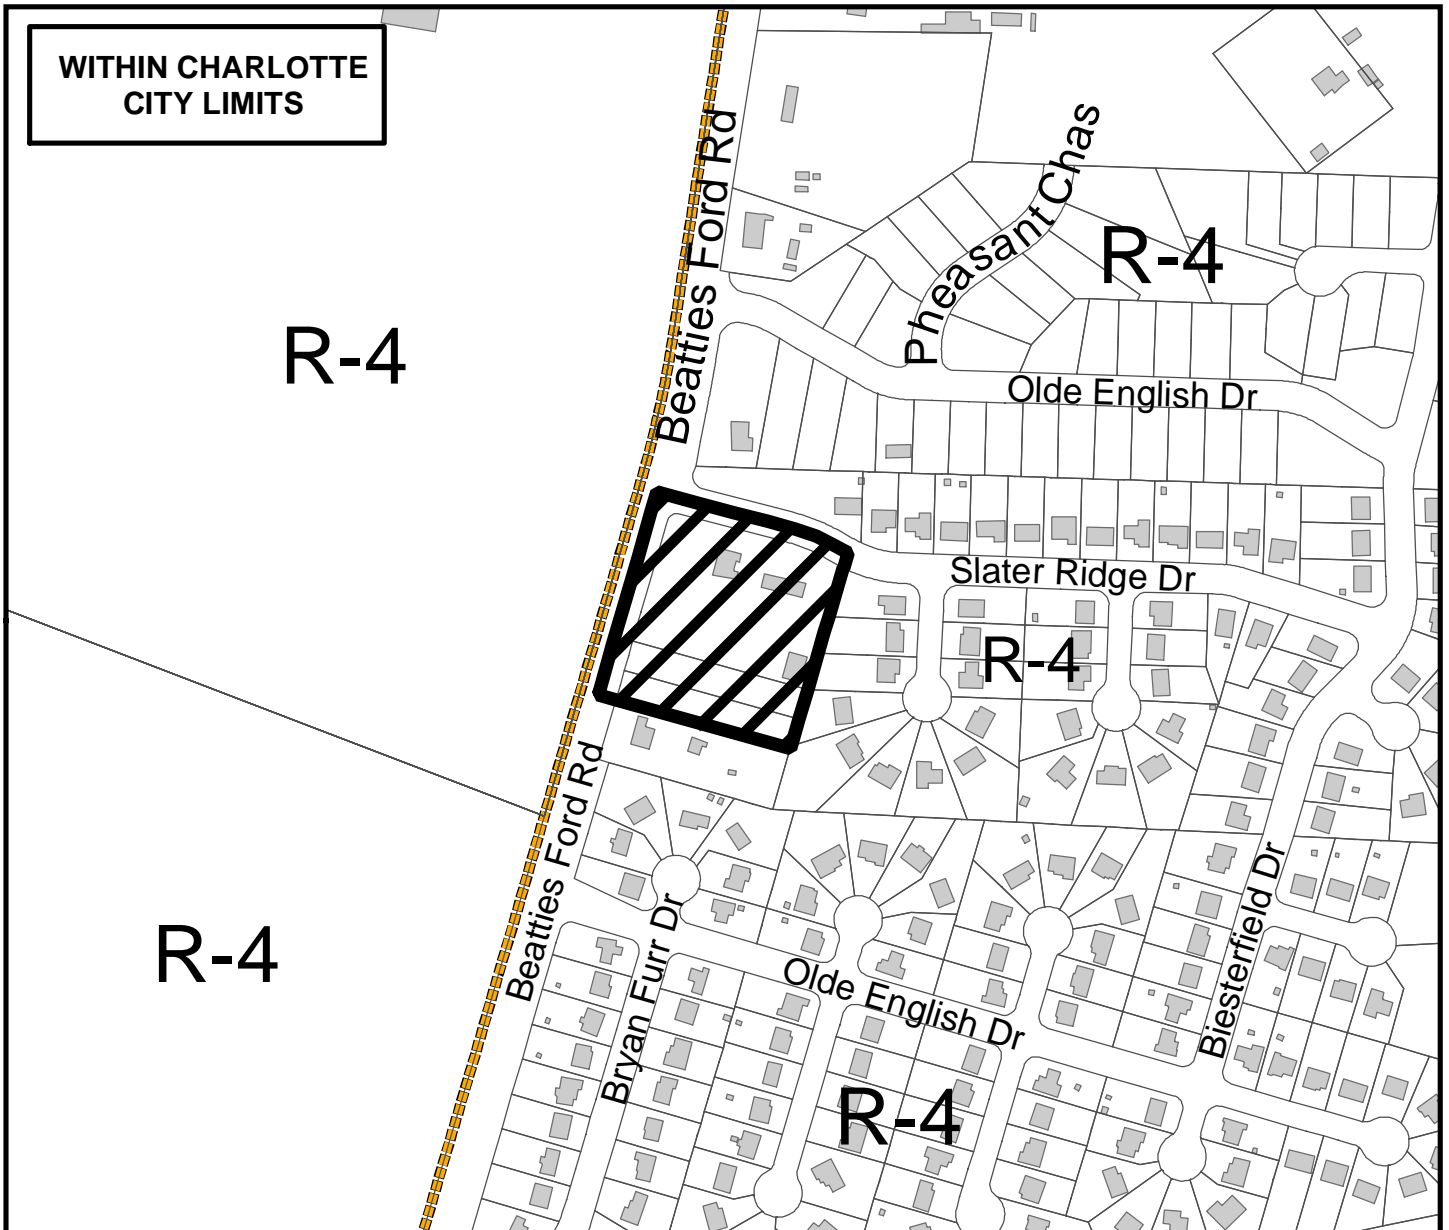 WITHIN CHARLOTTE
CITY LIMITS
Beatties Ford Rd
Pheasant Chas
R-4
R-4
Olde English Dr
Slater Ridge Dr
R-4
Beatties Ford Rd
Bryan Furr Dr
Biesterfield Dr
R-4
Olde English Dr
R-4